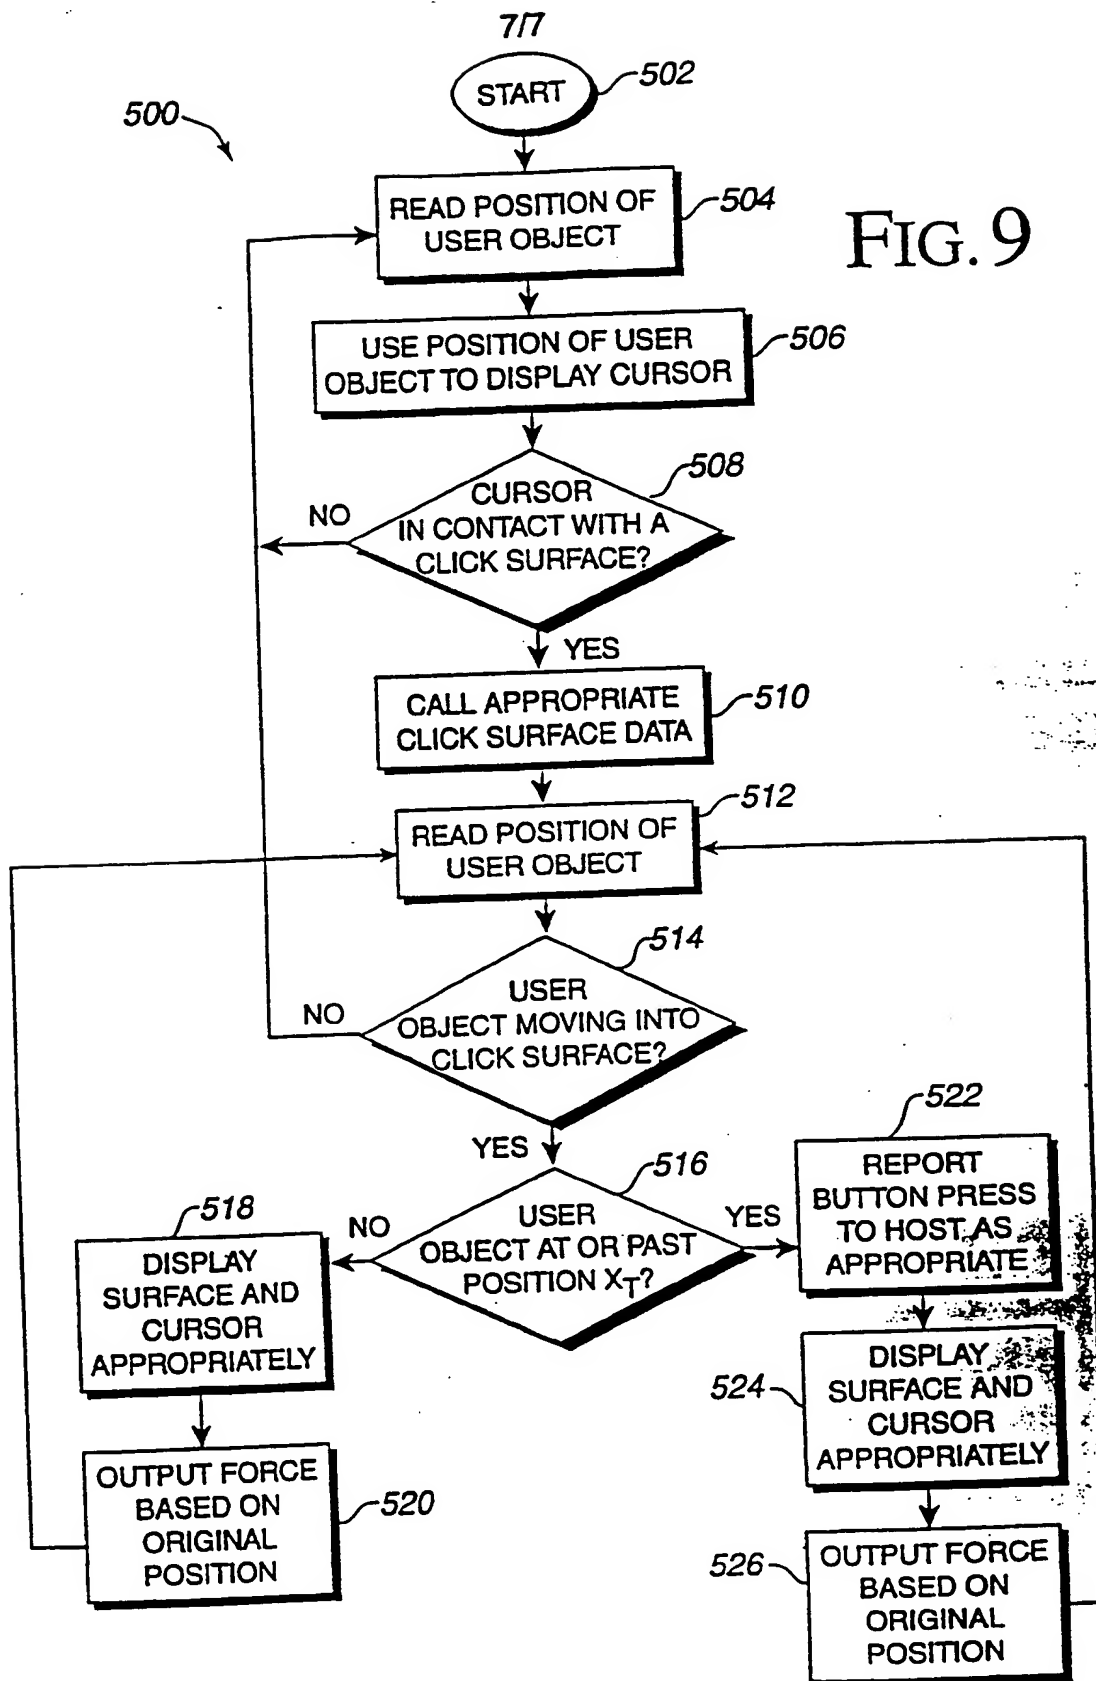 7/7
START
502
500
READ POSITION OF
USER OBJECT
504
FIG. 9
USE POSITION OF USER
OBJECT TO DISPLAY CURSOR
506
CURSOR
IN CONTACT WITH A
CLICK SURFACE?
508
NO
YES
CALL APPROPRIATE
CLICK SURFACE DATA
510
READ POSITION OF
USER OBJECT
512
USER
OBJECT MOVING INTO
CLICK SURFACE?
514
NO
YES
USER
OBJECT AT OR PAST
POSITION XT?
516
NO
YES
518
DISPLAY
SURFACE AND
CURSOR
APPROPRIATELY
OUTPUT FORCE
BASED ON
ORIGINAL
POSITION
520
522
REPORT
BUTTON PRESS
TO HOST AS
APPROPRIATE
524
DISPLAY
SURFACE AND
CURSOR
APPROPRIATELY
526
OUTPUT FORCE
BASED ON
ORIGINAL
POSITION